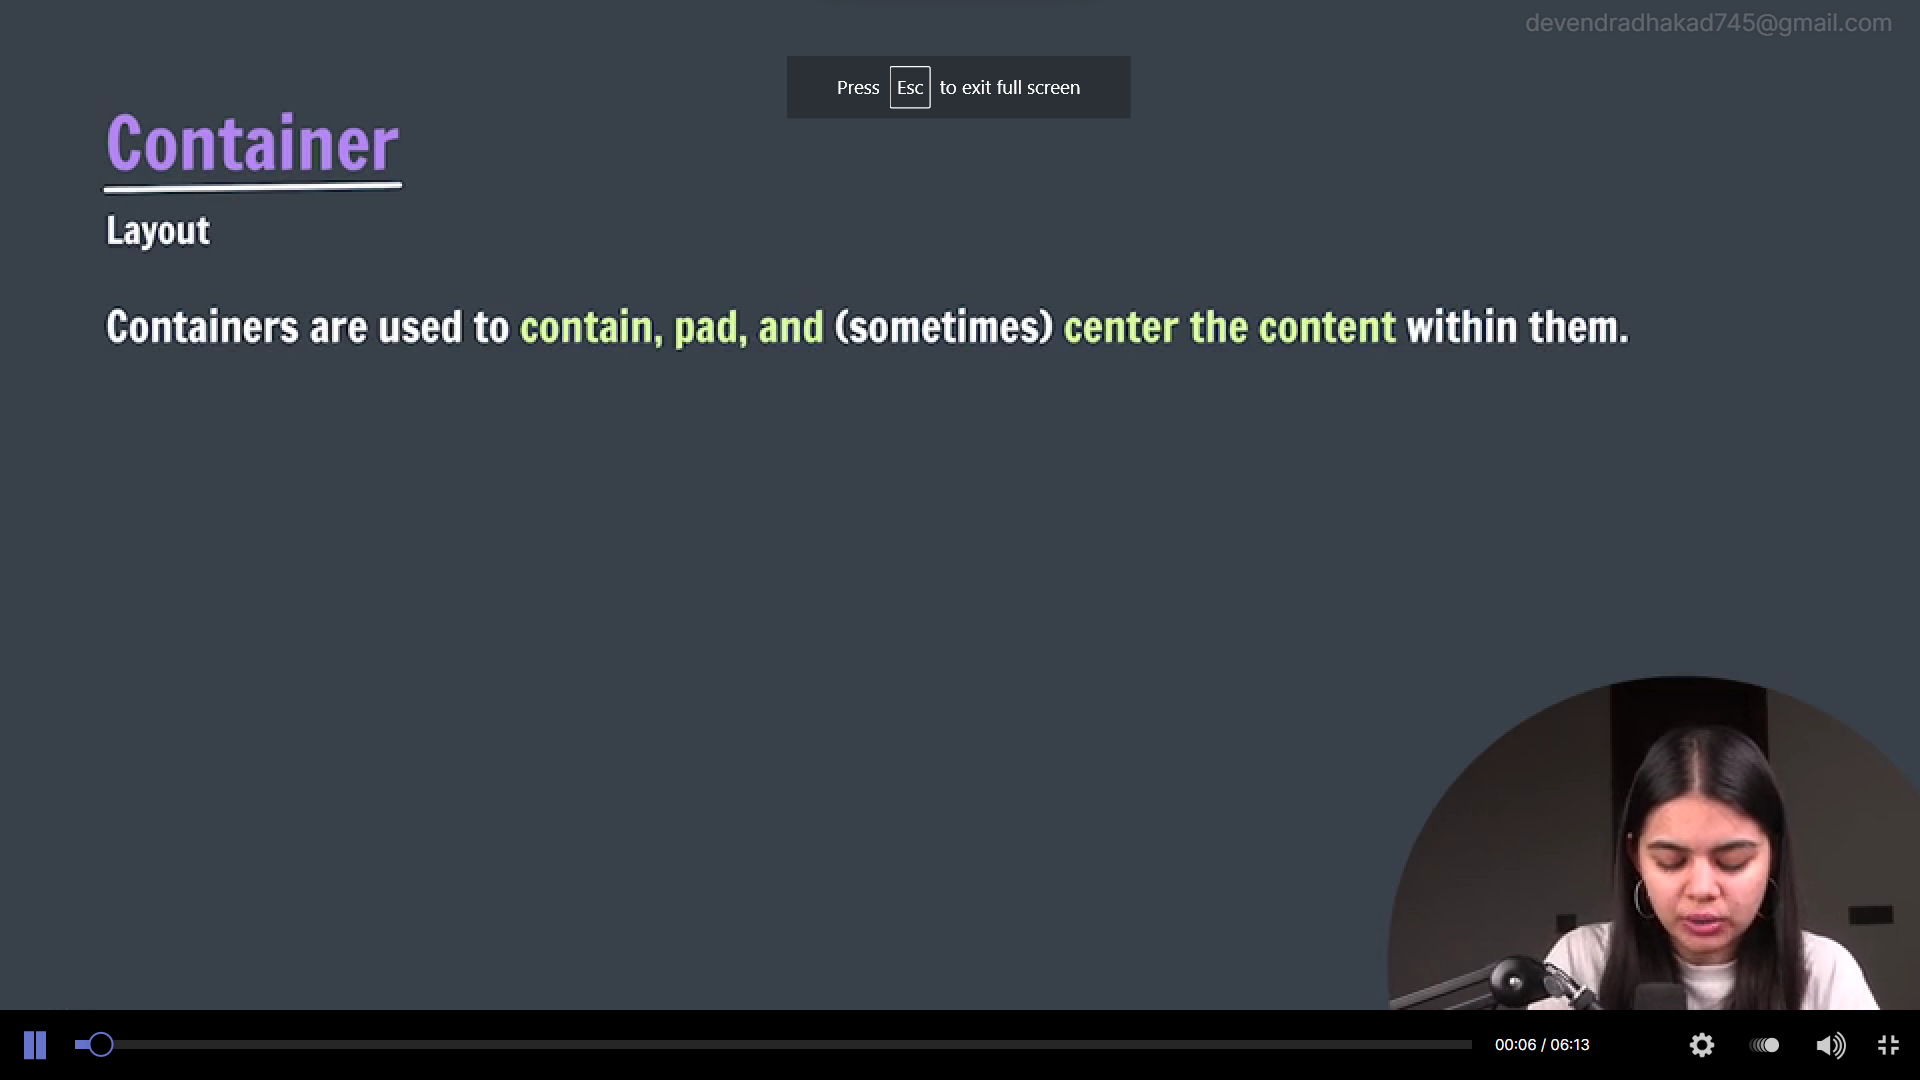 devendradhakad745@gmail.com
Press Esc to exit full screen
Container
Layout
Containers are used to contain, pad, and (sometimes) center the content within them.
00:06 / 06:13